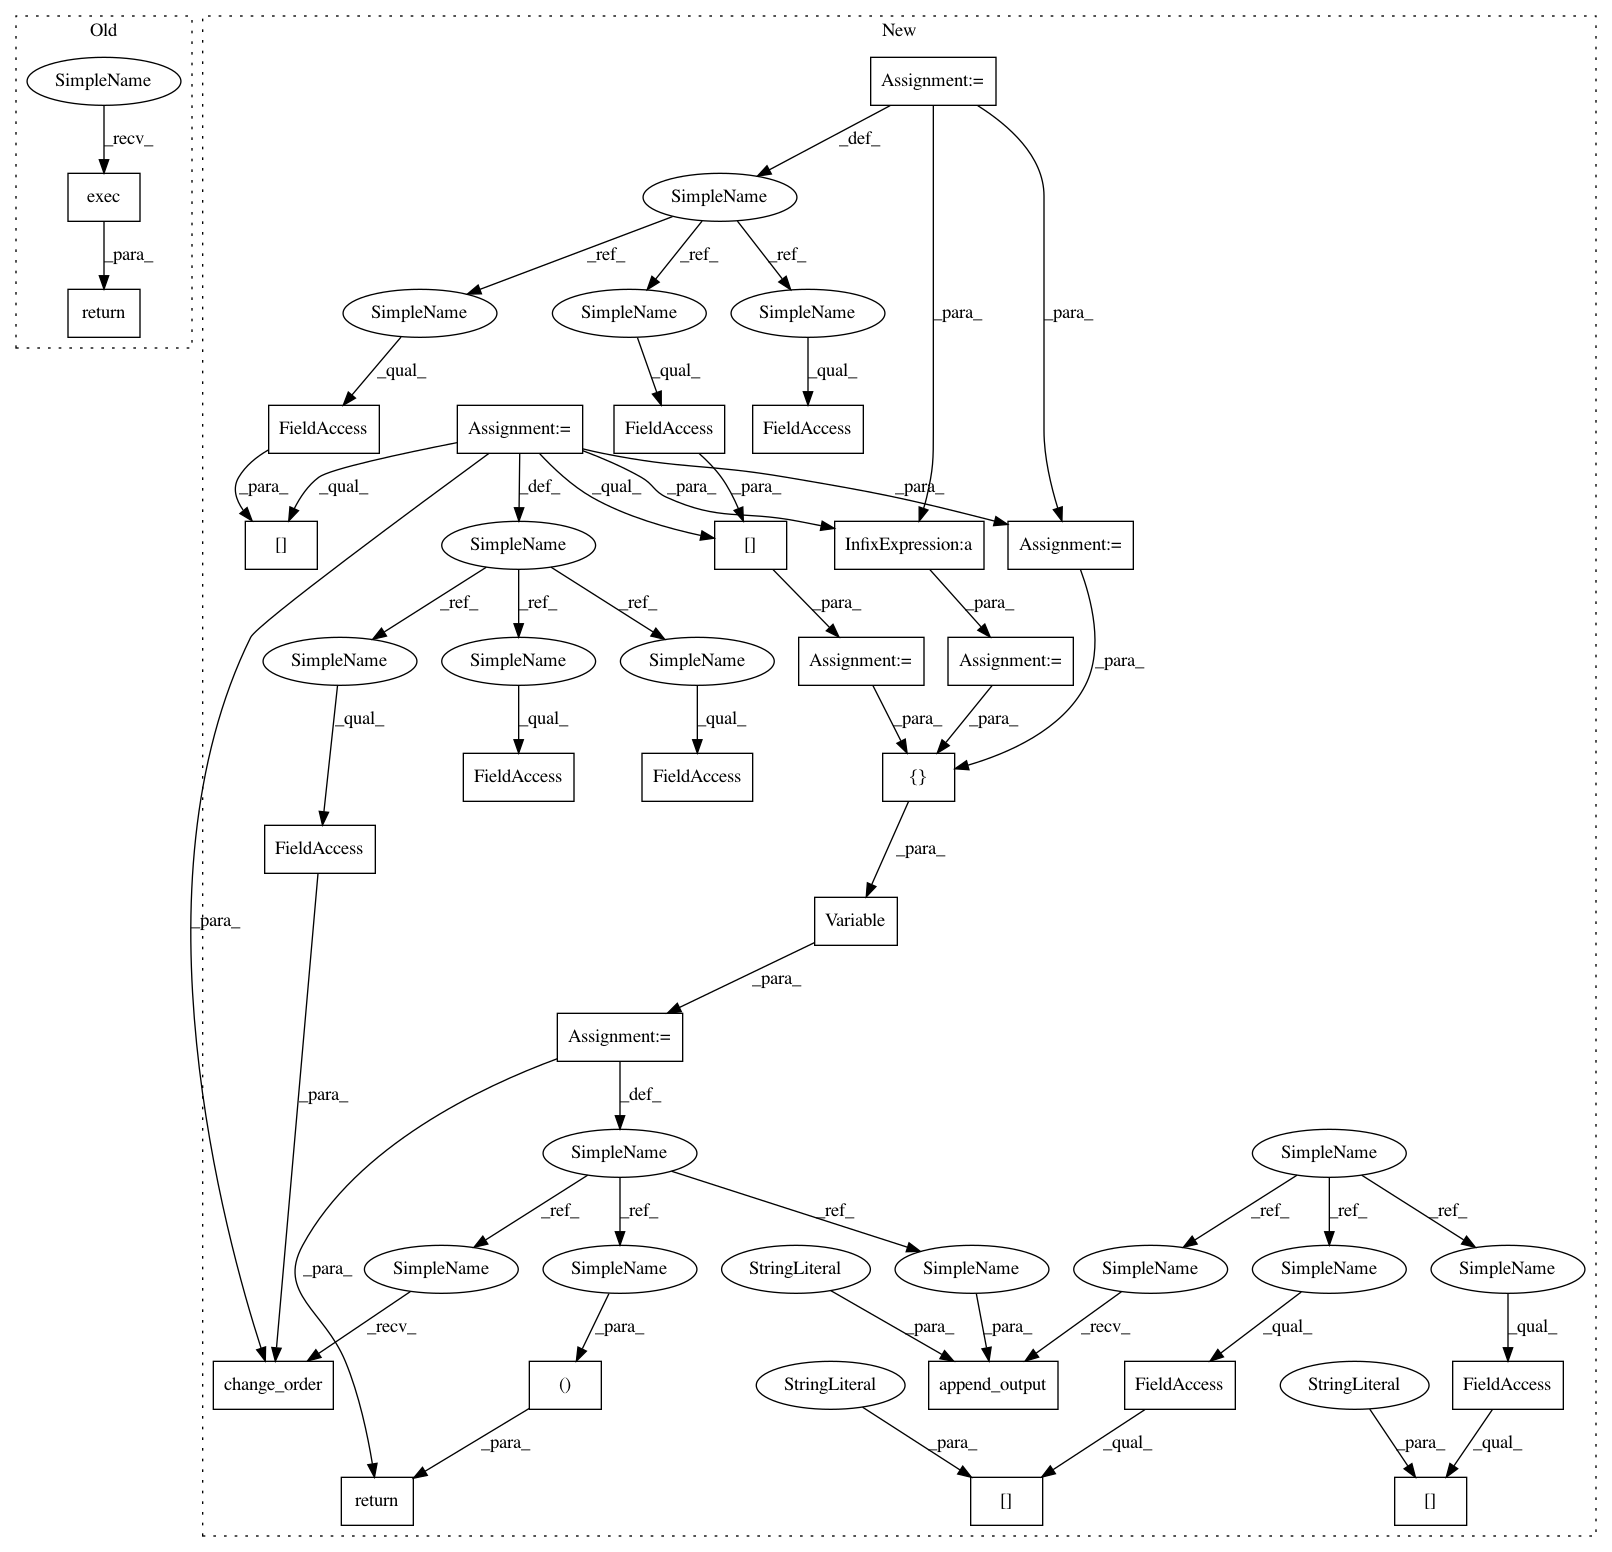 Old
New
SimpleName
Assignment:=
_recv_
_def_
exec
SimpleName
_para_
_ref_
_ref_
_ref_
return
SimpleName
SimpleName
SimpleName
_para_
_para_
_qual_
_qual_
_qual_
FieldAccess
Assignment:=
FieldAccess
FieldAccess
_para_
_qual_
_def_
_qual_
_para_
_para_
_para_
[]
SimpleName
[]
InfixExpression:a
Assignment:=
_ref_
_ref_
_ref_
_para_
_para_
SimpleName
SimpleName
SimpleName
Assignment:=
Assignment:=
_para_
_qual_
_qual_
_qual_
_para_
_para_
FieldAccess
FieldAccess
{}
FieldAccess
_para_
_para_
Variable
_para_
Assignment:=
_para_
_def_
SimpleName
SimpleName
_ref_
_ref_
_ref_
_ref_
_ref_
_ref_
_para_
SimpleName
SimpleName
StringLiteral
SimpleName
SimpleName
SimpleName
SimpleName
_recv_
_para_
_para_
_para_
_recv_
_qual_
_qual_
change_order
()
StringLiteral
append_output
FieldAccess
StringLiteral
FieldAccess
_para_
_para_
_qual_
_para_
_qual_
return
[]
[]